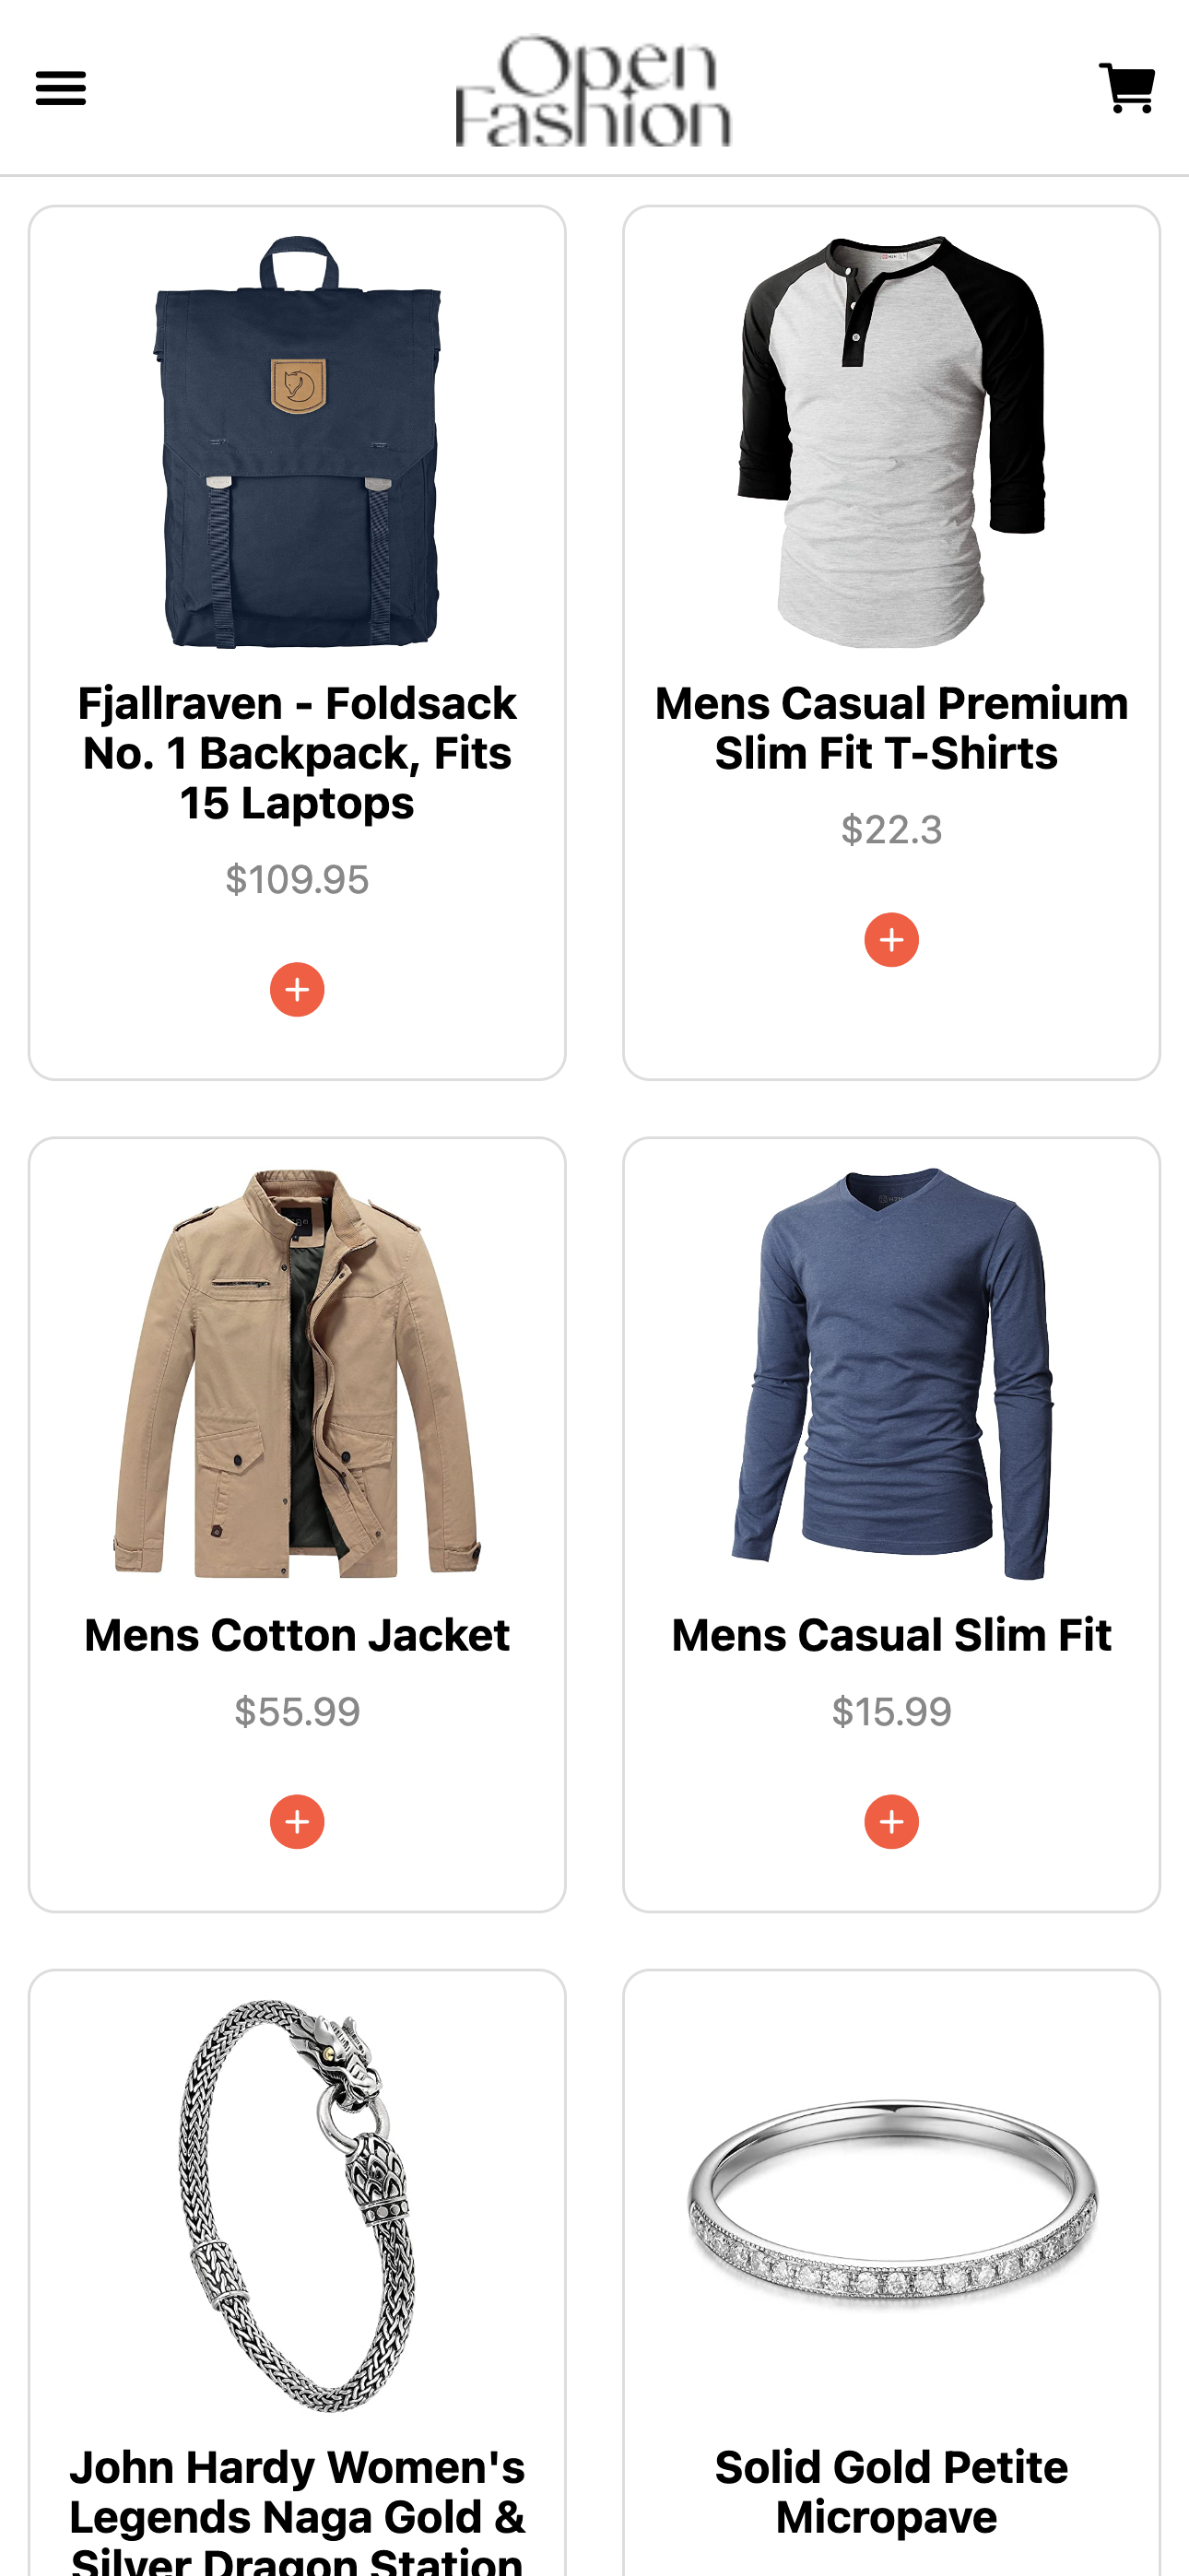 Open
Fashion
Fjallraven - Foldsack
No. 1 Backpack, Fits
15 Laptops
$109.95
Mens Casual Premium
Slim Fit T-Shirts
$22.3
Mens Cotton Jacket
$55.99
Mens Casual Slim Fit
$15.99
John Hardy Women's
Legends Naga Gold &
Silver Dragon Station
Solid Gold Petite
Micropave